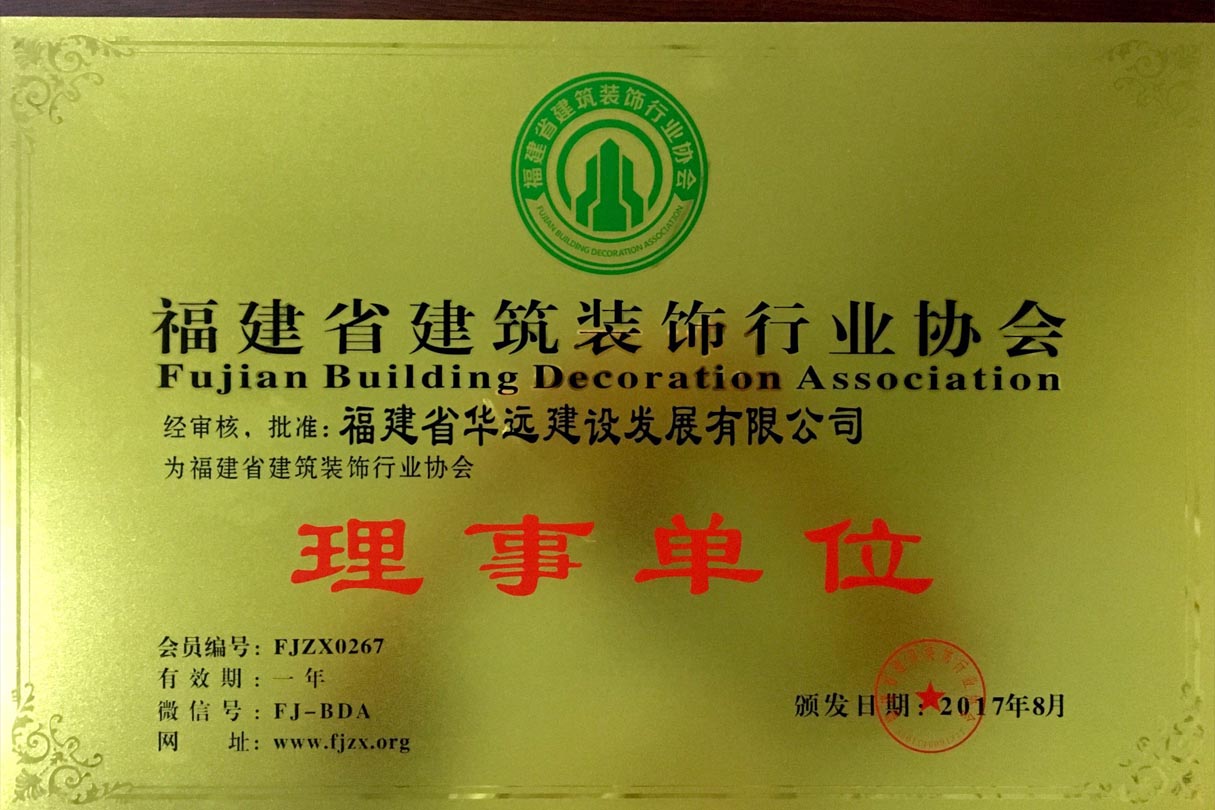 福建省建筑装饰行业协会
FUJIAN BUILDING DECORATION ASSOCIATION
福建省建筑装饰行业协会
Fujian Building Decoration Association
经审核，批准：福建省华远建设发展有限公司
为福建省建筑装饰行业协会
理事单位
会员编号：FJZX0267
有效期：一年
微信号：FJ-BDA
网 址：www.fjzx.org
颁发日期：2017年8月